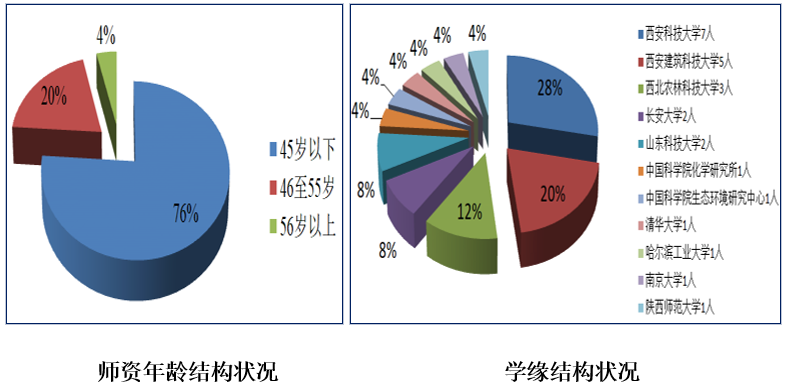 4%
20%
76%
45岁以下
46至55岁
56岁以上
4%
4%
4%
4%
4%
4%
8%
8%
12%
20%
28%
西安科技大学7人
西安建筑科技大学5人
西北农林科技大学3人
长安大学2人
山东科技大学2人
中国科学院化学研究所1人
中国科学院生态环境研究中心1人
清华大学1人
哈尔滨工业大学1人
南京大学1人
陕西师范大学1人
师资年龄结构状况
学缘结构状况